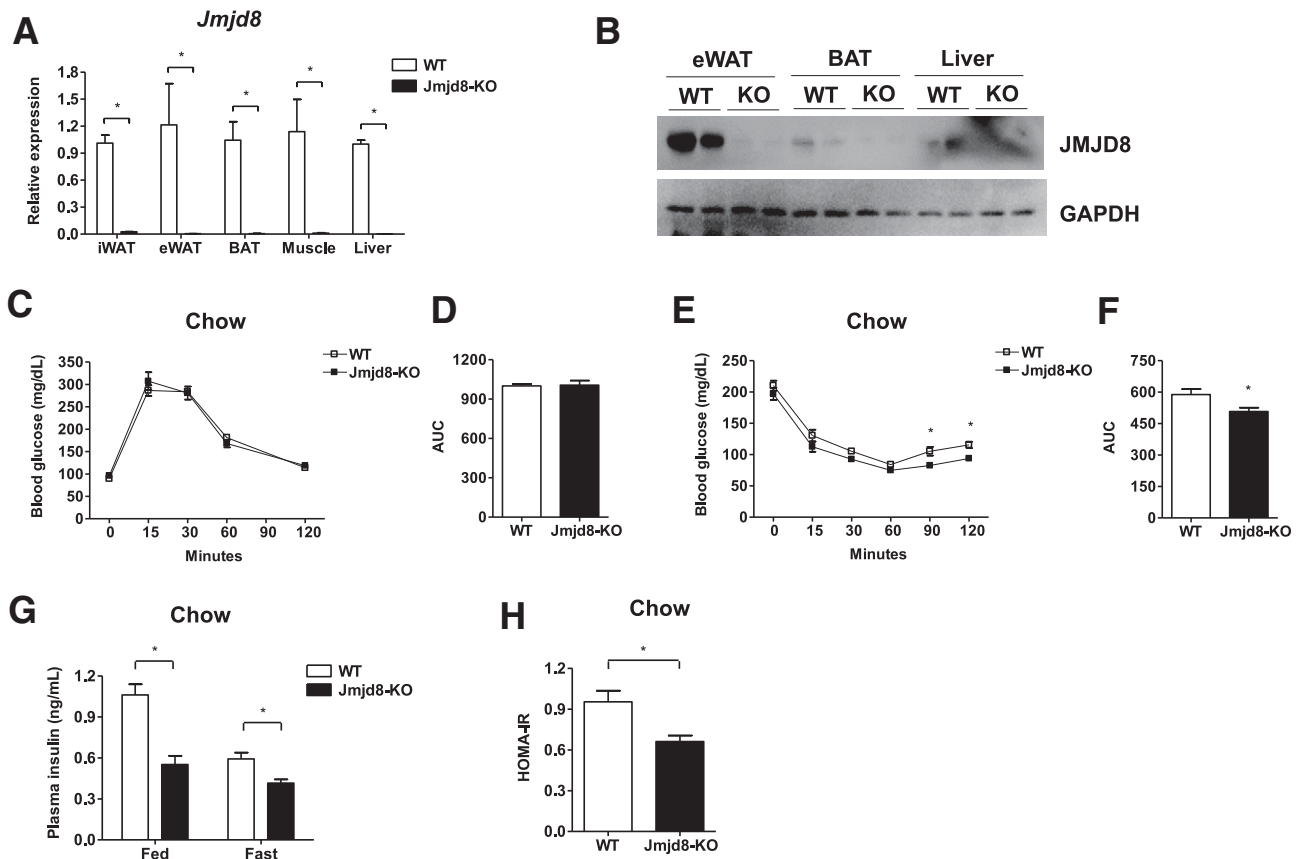 A
Jmjd8
WT
Jmjd8-KO
Relative expression
1.8
1.5
1.2
0.9
0.6
0.3
0.0
* * * * *
iWAT eWAT BAT Muscle Liver
B
eWAT BAT Liver
WT KO WT KO WT KO
JMJD8
GAPDH
C
Chow
WT
Jmjd8-KO
Blood glucose (mg/dL)
350
300
250
200
150
100
50
0
0 15 30 60 90 120
Minutes
D
AUC
1200
900
600
300
0
WT Jmjd8-KO
E
Chow
WT
Jmjd8-KO
Blood glucose (mg/dL)
250
200
150
100
50
0
* *
0 15 30 60 90 120
Minutes
F
AUC
750
600
450
300
150
0
*
WT Jmjd8-KO
G
Chow
WT
Jmjd8-KO
Plasma insulin (ng/mL)
1.2
0.9
0.6
0.3
0.0
* *
Fed Fast
H
Chow
HOMA-IR
1.2
0.9
0.6
0.3
0.0
*
WT Jmjd8-KO